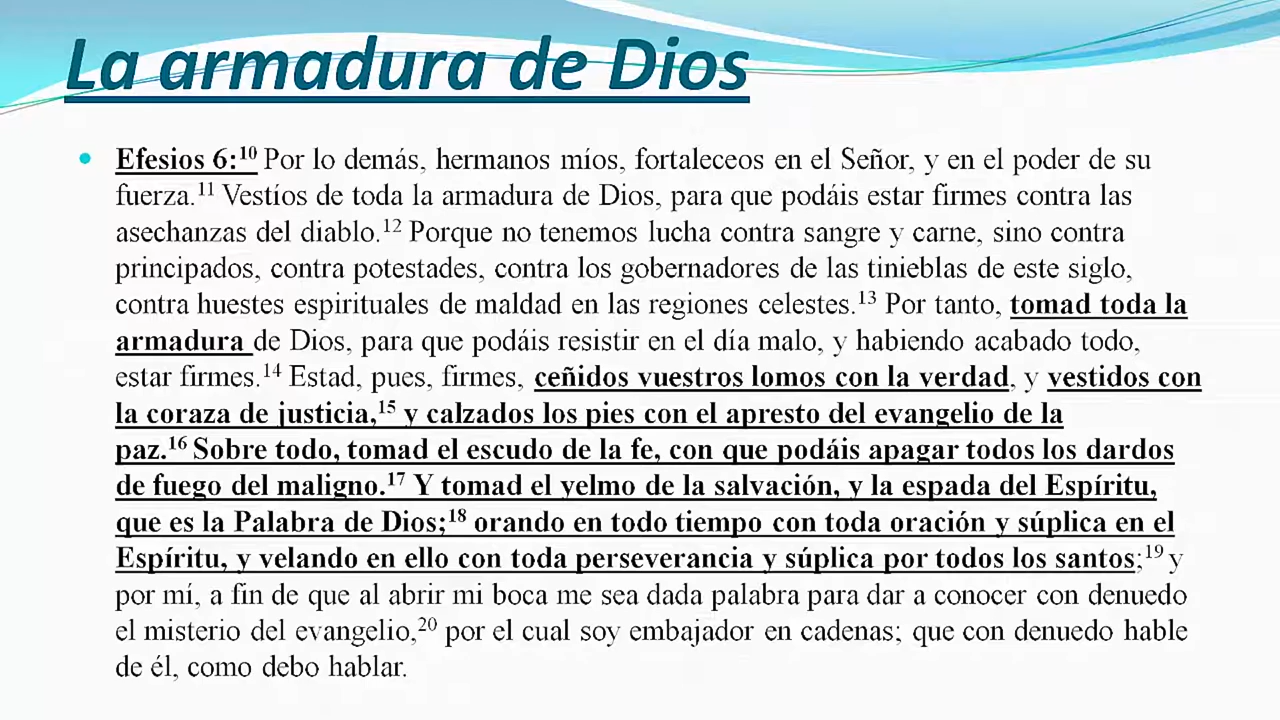 La armadura de Dios
• Efesios 6:10 Por lo demás, hermanos míos, fortaleceos en el Señor, y en el poder de su
fuerza.11 Vestíos de toda la armadura de Dios, para que podáis estar firmes contra las
asechanzas del diablo.12 Porque no tenemos lucha contra sangre y carne, sino contra
principados, contra potestades, contra los gobernadores de las tinieblas de este siglo,
contra huestes espirituales de maldad en las regiones celestes.13 Por tanto, tomad toda la
armadura de Dios, para que podáis resistir en el día malo, y habiendo acabado todo,
estar firmes.14 Estad, pues, firmes, ceñidos vuestros lomos con la verdad, y vestidos con
la coraza de justicia,15 y calzados los pies con el apresto del evangelio de la
paz.16 Sobre todo, tomad el escudo de la fe, con que podáis apagar todos los dardos
de fuego del maligno.17 Y tomad el yelmo de la salvación, y la espada del Espíritu,
que es la Palabra de Dios;18 orando en todo tiempo con toda oración y súplica en el
Espíritu, y velando en ello con toda perseverancia y súplica por todos los santos;19 y
por mí, a fin de que al abrir mi boca me sea dada palabra para dar a conocer con denuedo
el misterio del evangelio,20 por el cual soy embajador en cadenas; que con denuedo hable
de él, como debo hablar.